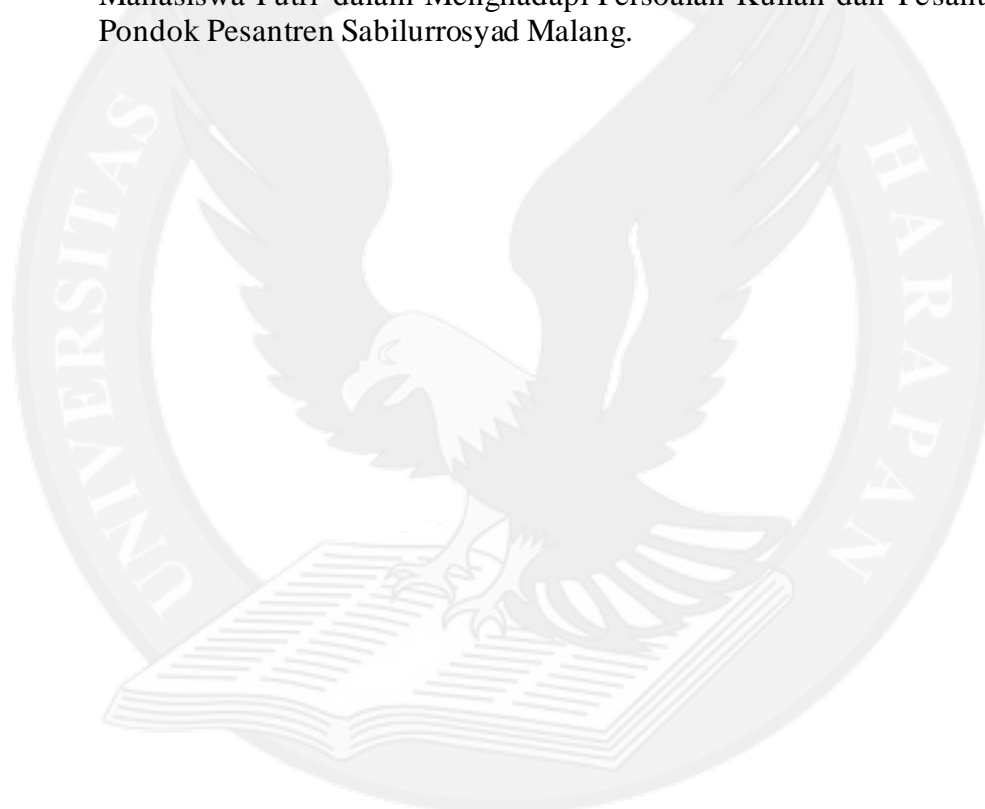 Mahasiswa Putri dalam Menghadapi Persoalan Kuliah dan
Pondok Pesantren Sabilurrosyad Malang.
UNIVERSITAS
HARAPAN